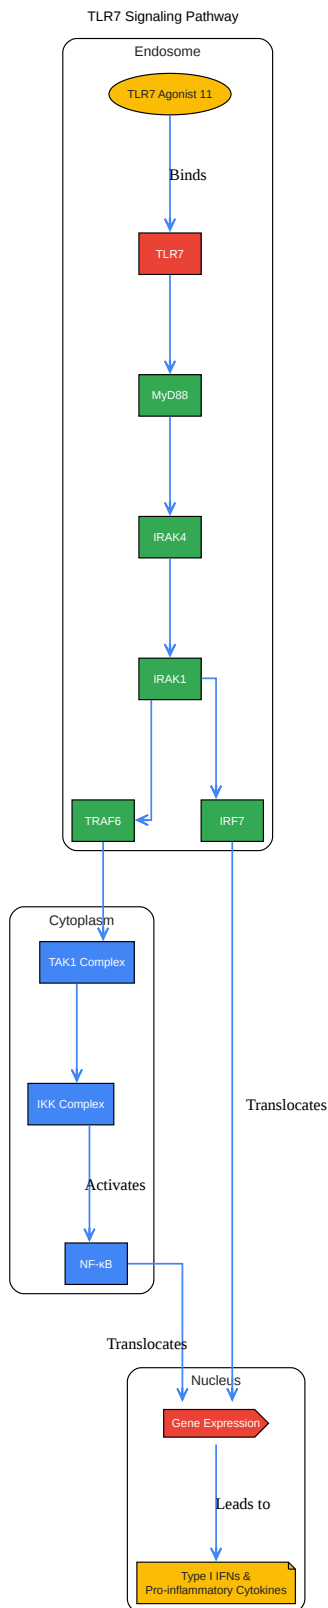 TLR7 Signaling Pathway
Endosome
TLR7 Agonist 11
Binds
TLR7
MyD88
IRAK4
IRAK1
TRAF6
IRF7
Cytoplasm
TAK1 Complex
IKK Complex
Translocates
Activates
NF-κB
Translocates
Nucleus
Gene Expression
Leads to
Type I IFNs &
Pro-inflammatory Cytokines